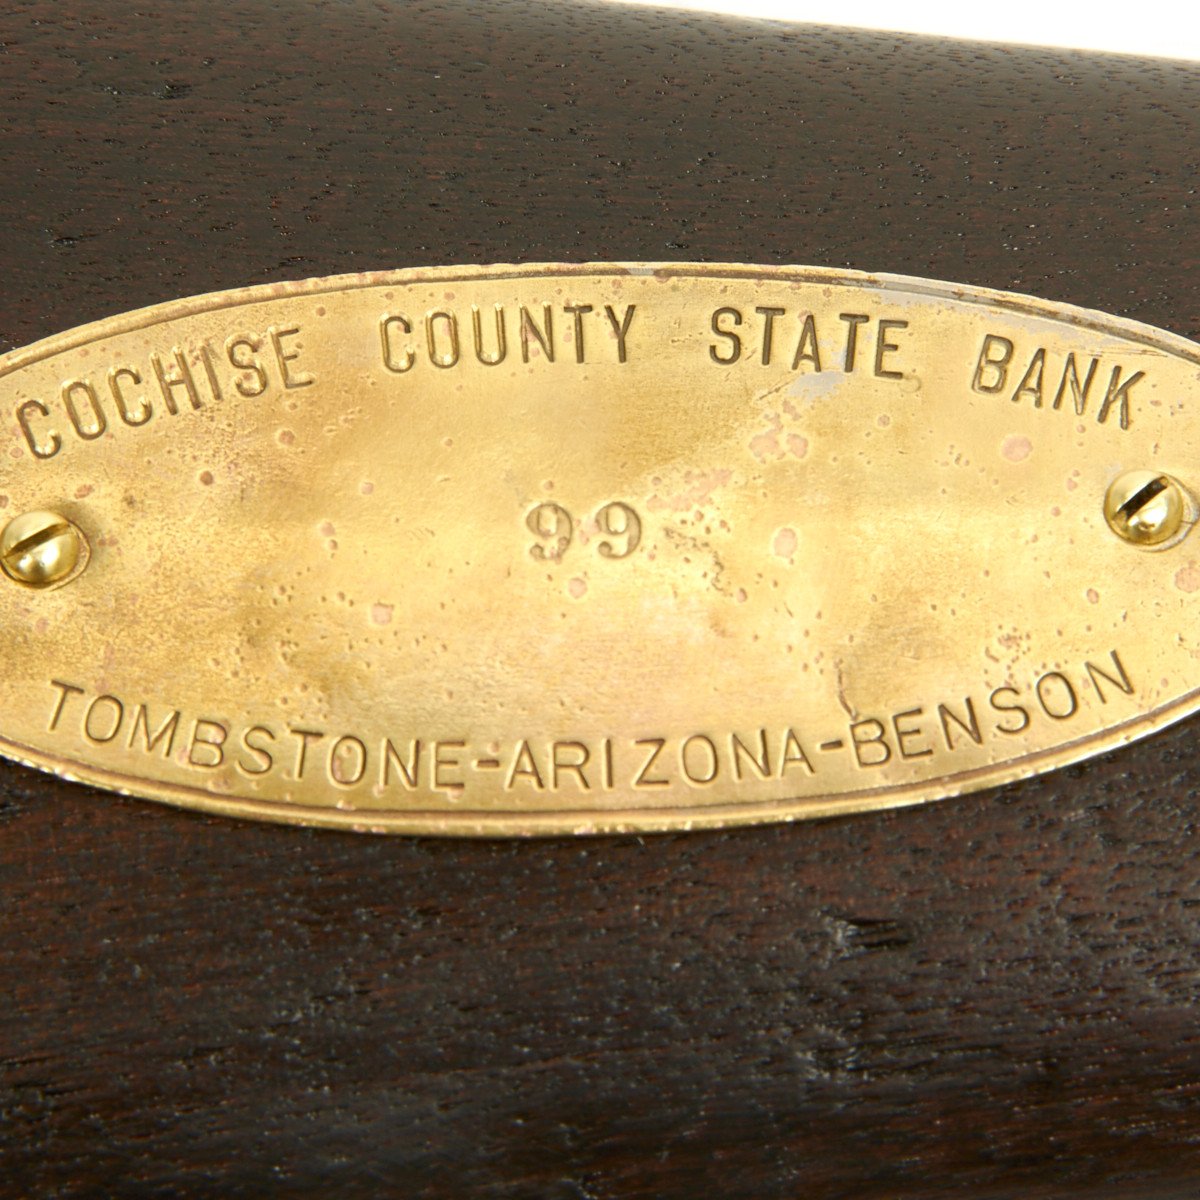 COCHISE COUNTY STATE BANK
99
TOMBSTONE-ARIZONA-BENSON